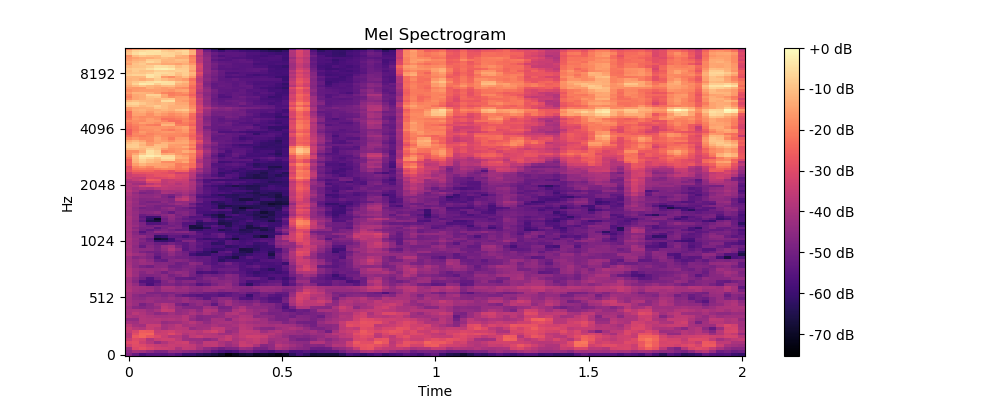 Mel Spectrogram
Hz
8192
4096
2048
1024
512
0
0 0.5 1 1.5 2
Time
+0 dB
-10 dB
-20 dB
-30 dB
-40 dB
-50 dB
-60 dB
-70 dB